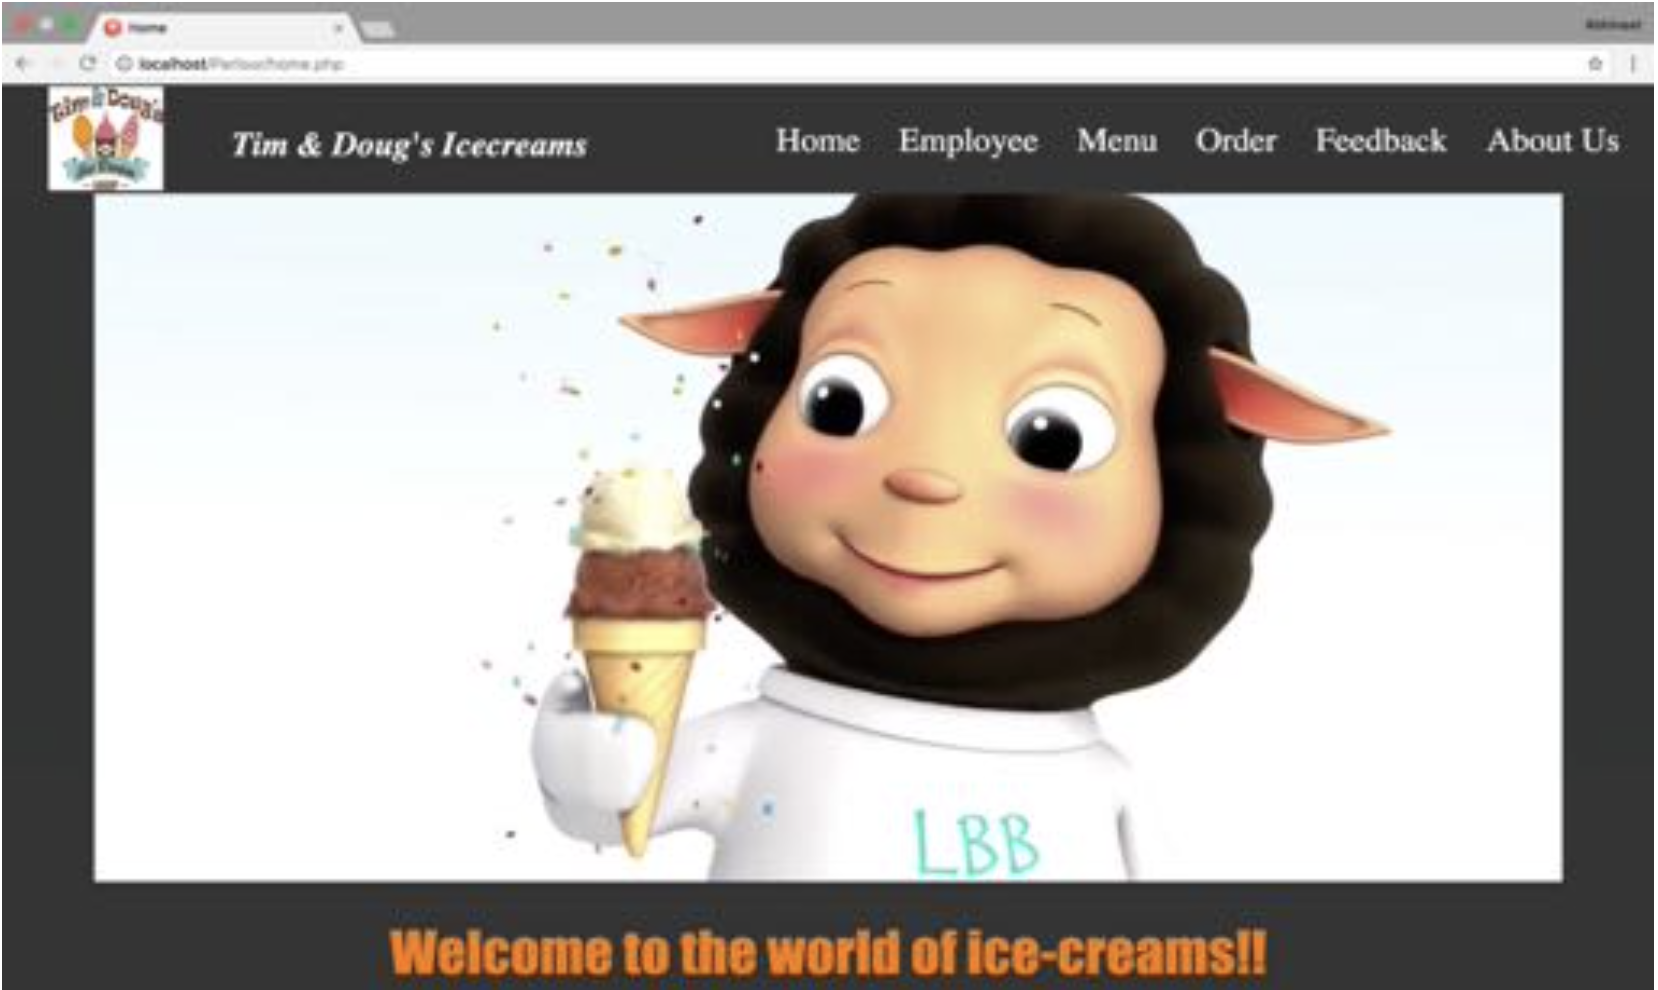 Home
localhost/Parlour/home.php
Tim & Doug's
Tim & Doug's Icecreams
Home Employee Menu Order Feedback About Us
LBB
Welcome to the world of ice-creams!!